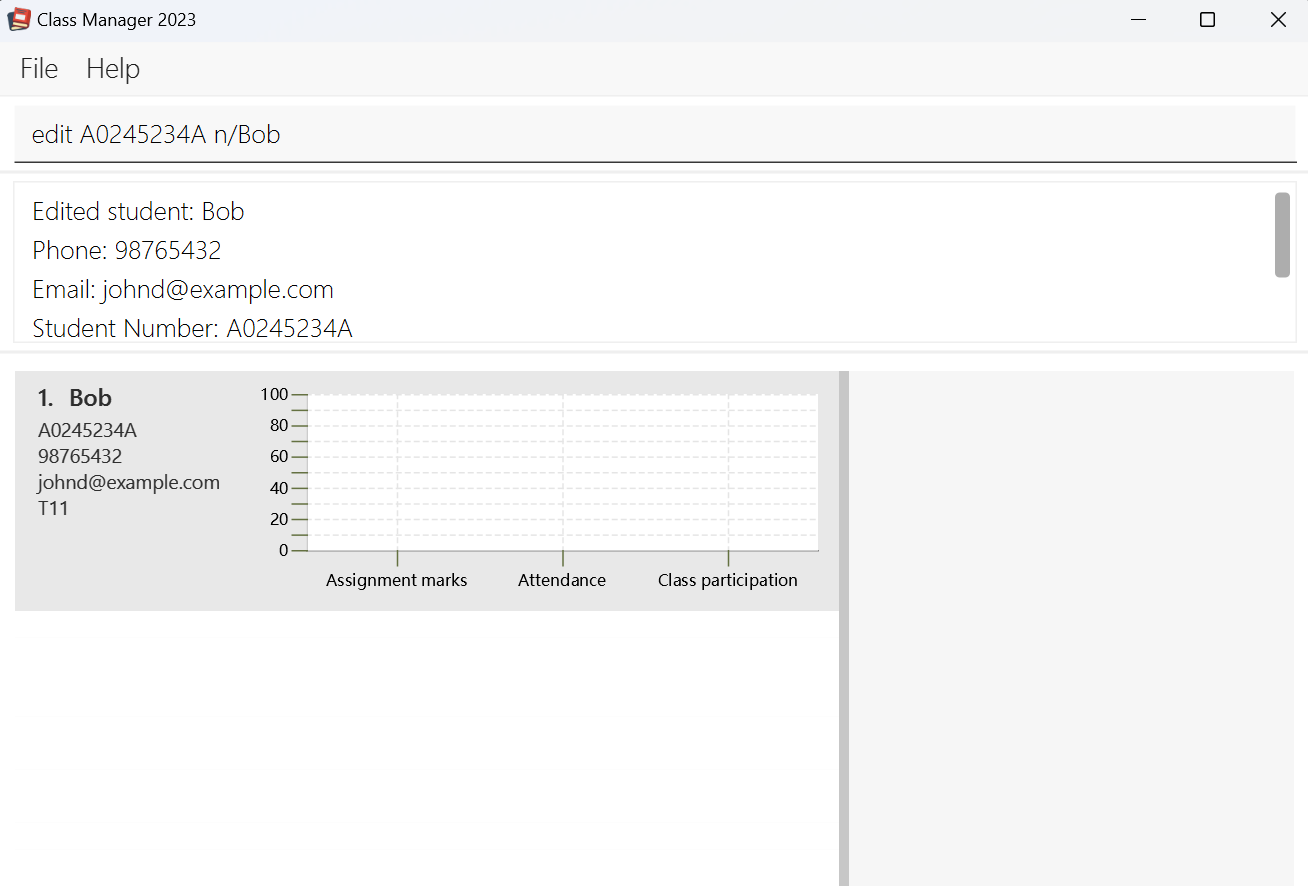 Class Manager 2023
File Help
edit A0245234A n/Bob
Edited student: Bob
Phone: 98765432
Email: johnd@example.com
Student Number: A0245234A
1. Bob
A0245234A
98765432
johnd@example.com
T11
100
80
60
40
20
0
Assignment marks Attendance Class participation